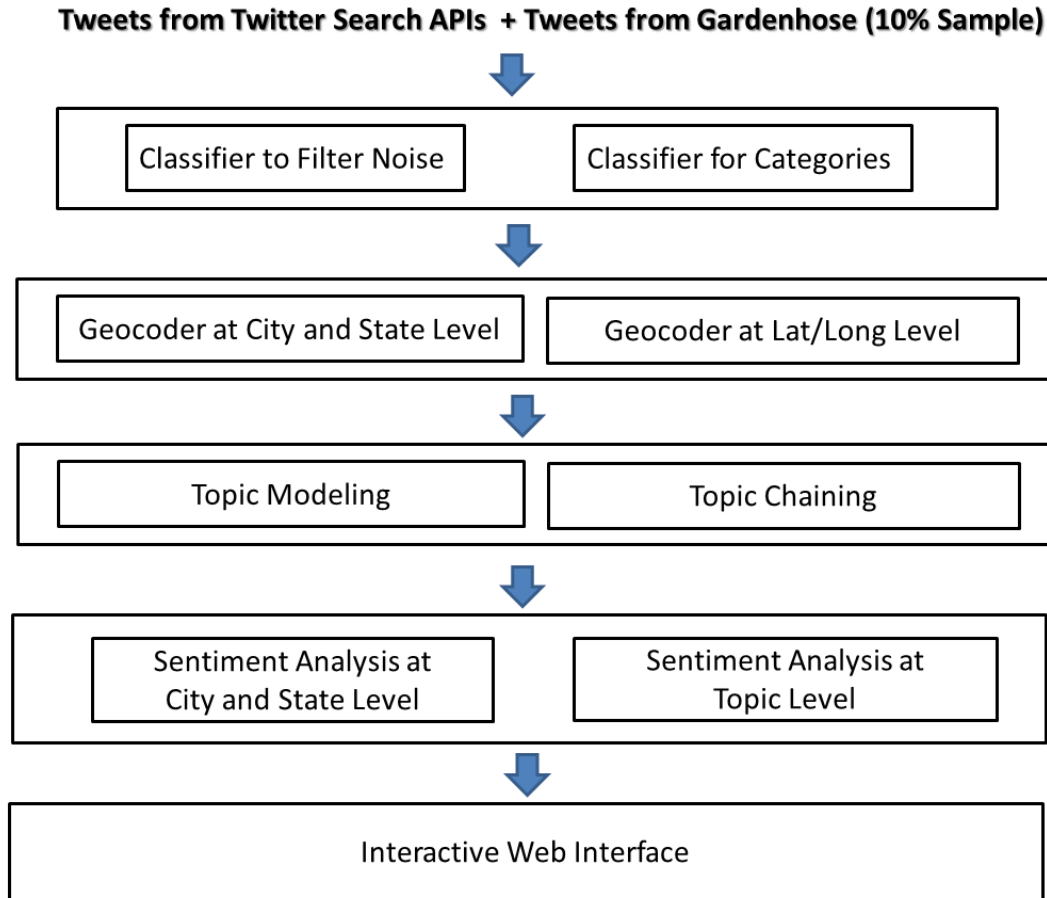 Tweets from Twitter Search APIs + Tweets from Gardenhose (10% Sample)
Classifier to Filter Noise
Classifier for Categories
Geocoder at City and State Level
Geocoder at Lat/Long Level
Topic Modeling
Topic Chaining
Sentiment Analysis at
City and State Level
Sentiment Analysis at
Topic Level
Interactive Web Interface